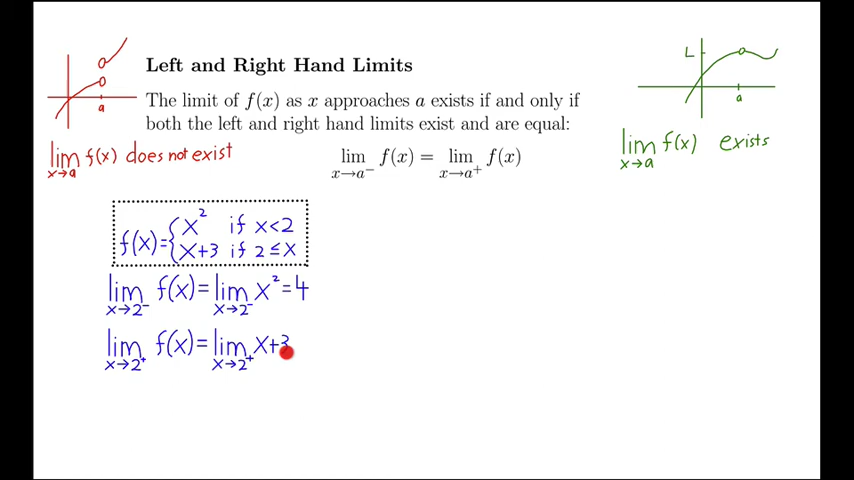 Left and Right Hand Limits
The limit of f(x) as x approaches a exists if and only if
both the left and right hand limits exist and are equal:
lim x→a⁻ f(x) = lim x→a⁺ f(x)
a
lim x→a f(x) does not exist
L
a
lim x→a f(x) exists
f(x)={ x² if x<2
x+3 if 2≤x
lim x→2⁻ f(x)=lim x→2⁻ x²=4
lim x→2⁺ f(x)=lim x→2⁺ x+3